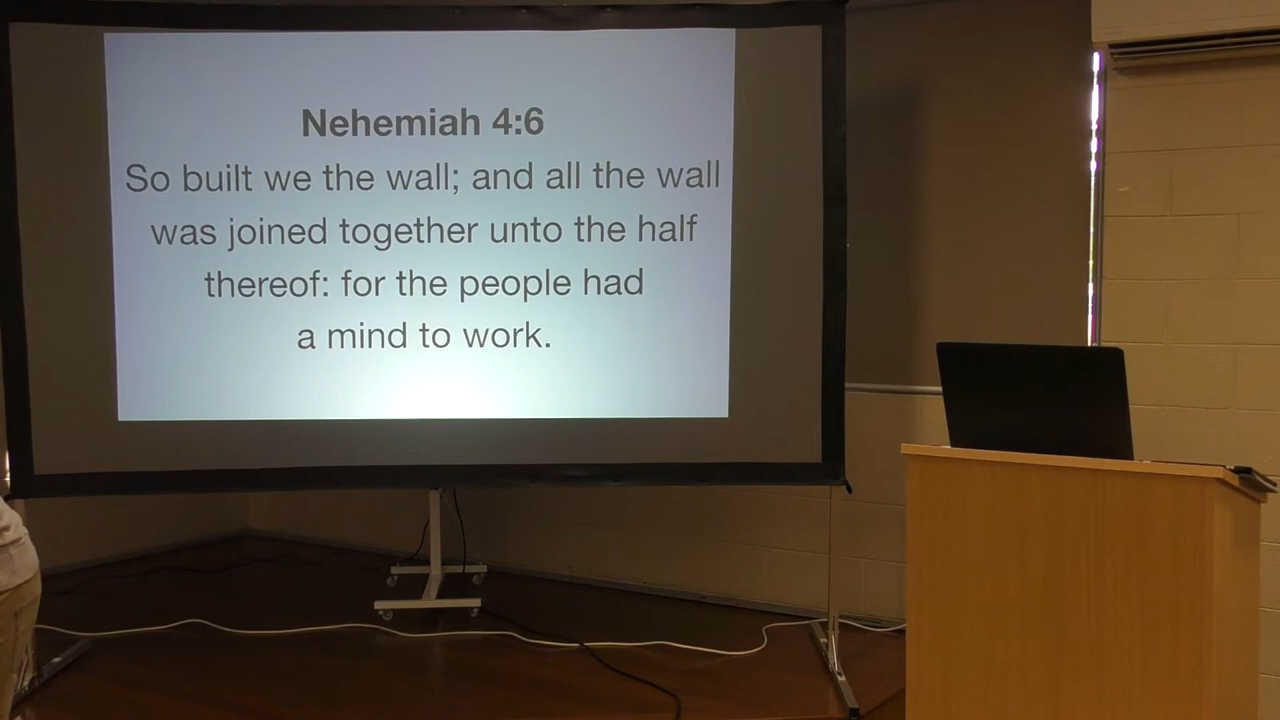 Nehemiah 4:6
So built we the wall; and all the wall
was joined together unto the half
thereof: for the people had
a mind to work.